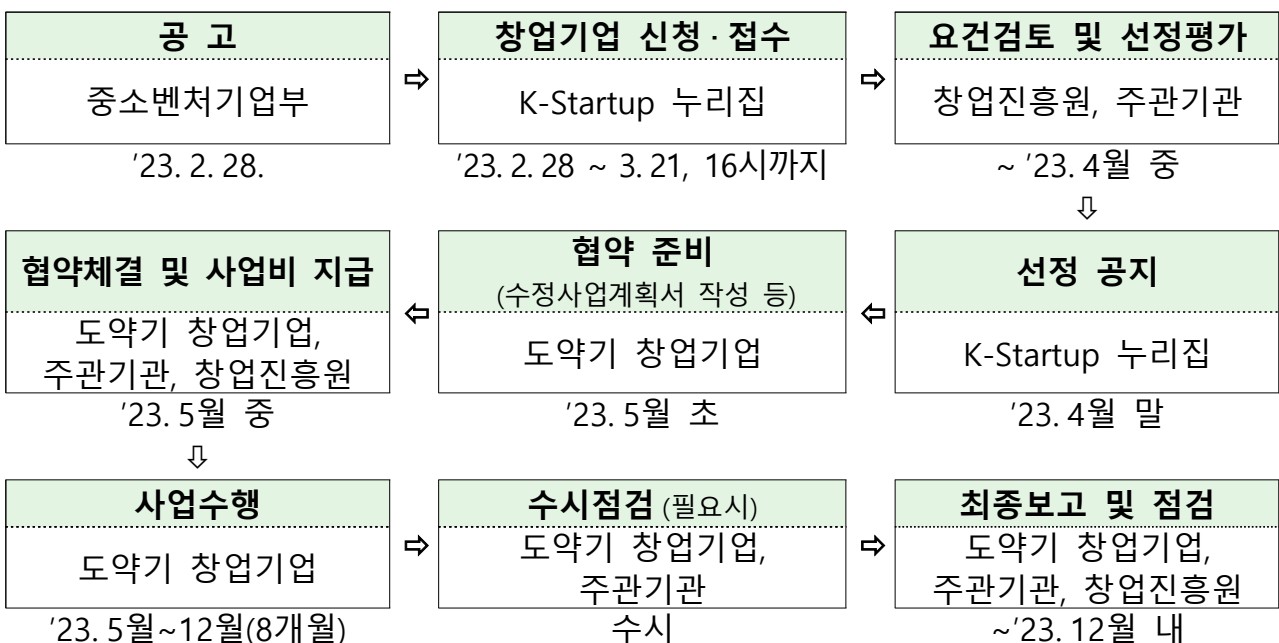 공 고
중소벤처기업부
'23. 2. 28.
⇨
창업기업 신청·접수
K-Startup 누리집
'23. 2. 28 ~ 3. 21, 16시까지
⇨
요건검토 및 선정평가
창업진흥원, 주관기관
~ '23. 4월 중
⇩
선정 공지
K-Startup 누리집
'23. 4월 말
⇦
협약 준비
(수정사업계획서 작성 등)
도약기 창업기업
'23. 5월 초
⇦
협약체결 및 사업비 지급
도약기 창업기업,
주관기관, 창업진흥원
'23. 5월 중
⇩
사업수행
도약기 창업기업
'23. 5월~12월(8개월)
⇨
수시점검 (필요시)
도약기 창업기업,
주관기관
수시
⇨
최종보고 및 점검
도약기 창업기업,
주관기관, 창업진흥원
~'23. 12월 내